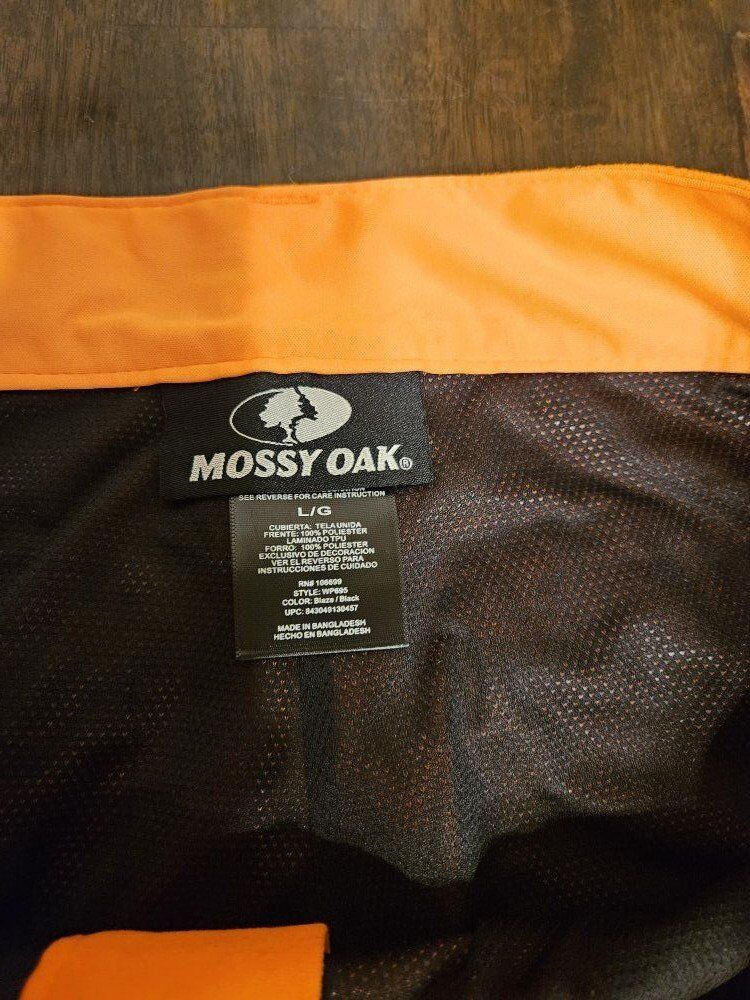 MOSSY OAK®
SEE REVERSE FOR CARE INSTRUCTION
L/G
CUBIERTA: TELA UNIDA
FRENTE: 100% POLIESTER
LAMINADO TPU
FORRO: 100% POLIESTER
EXCLUSIVO DE DECORACION
VER EL REVERSO PARA
INSTRUCCIONES DE CUIDADO
RN# 106699
STYLE: WP695
COLOR: Blaze / Black
UPC: 843049130457
MADE IN BANGLADESH
HECHO EN BANGLADESH